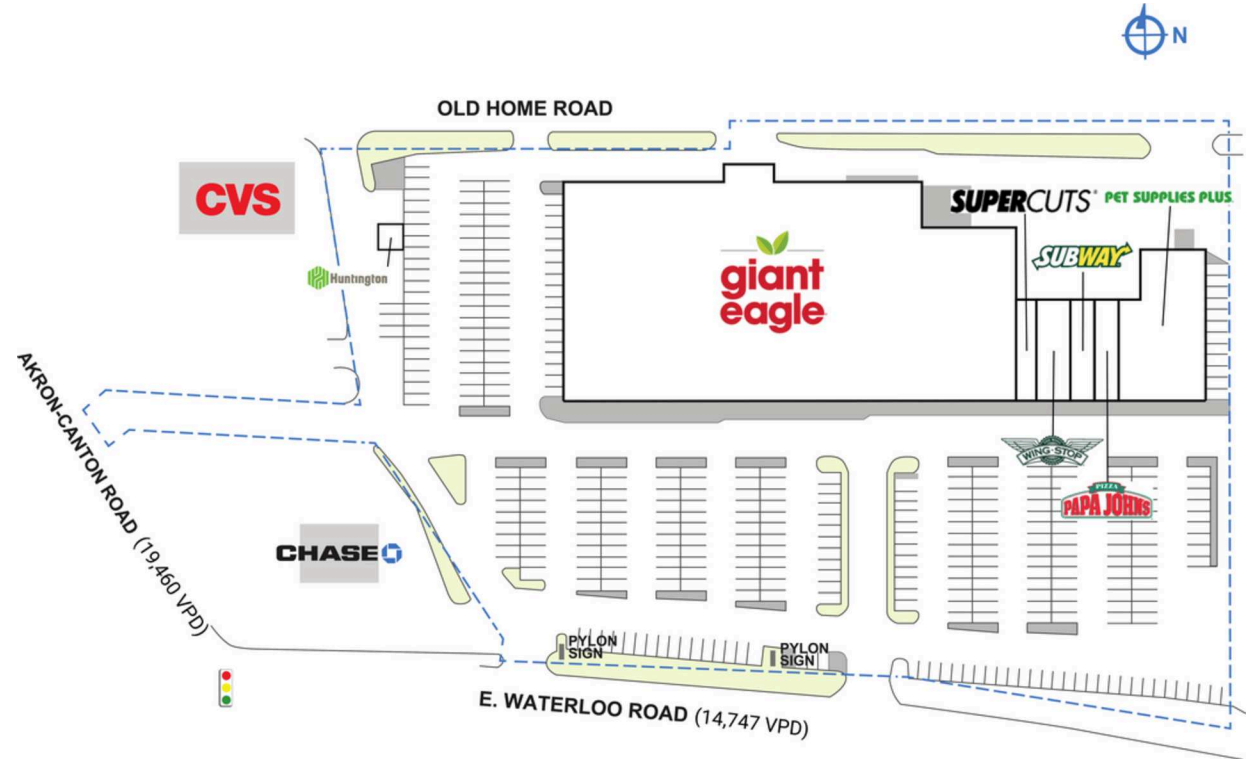 N
OLD HOME ROAD
CVS
SUPERCUTS®
PET SUPPLIES PLUS
SUBWAY
Huntington
giant
eagle
AKRON-CANTON ROAD (19,460 VPD)
WING·STOP
PIZZA
PAPA JOHNS
CHASE
PYLON
SIGN
PYLON
SIGN
E. WATERLOO ROAD (14,747 VPD)